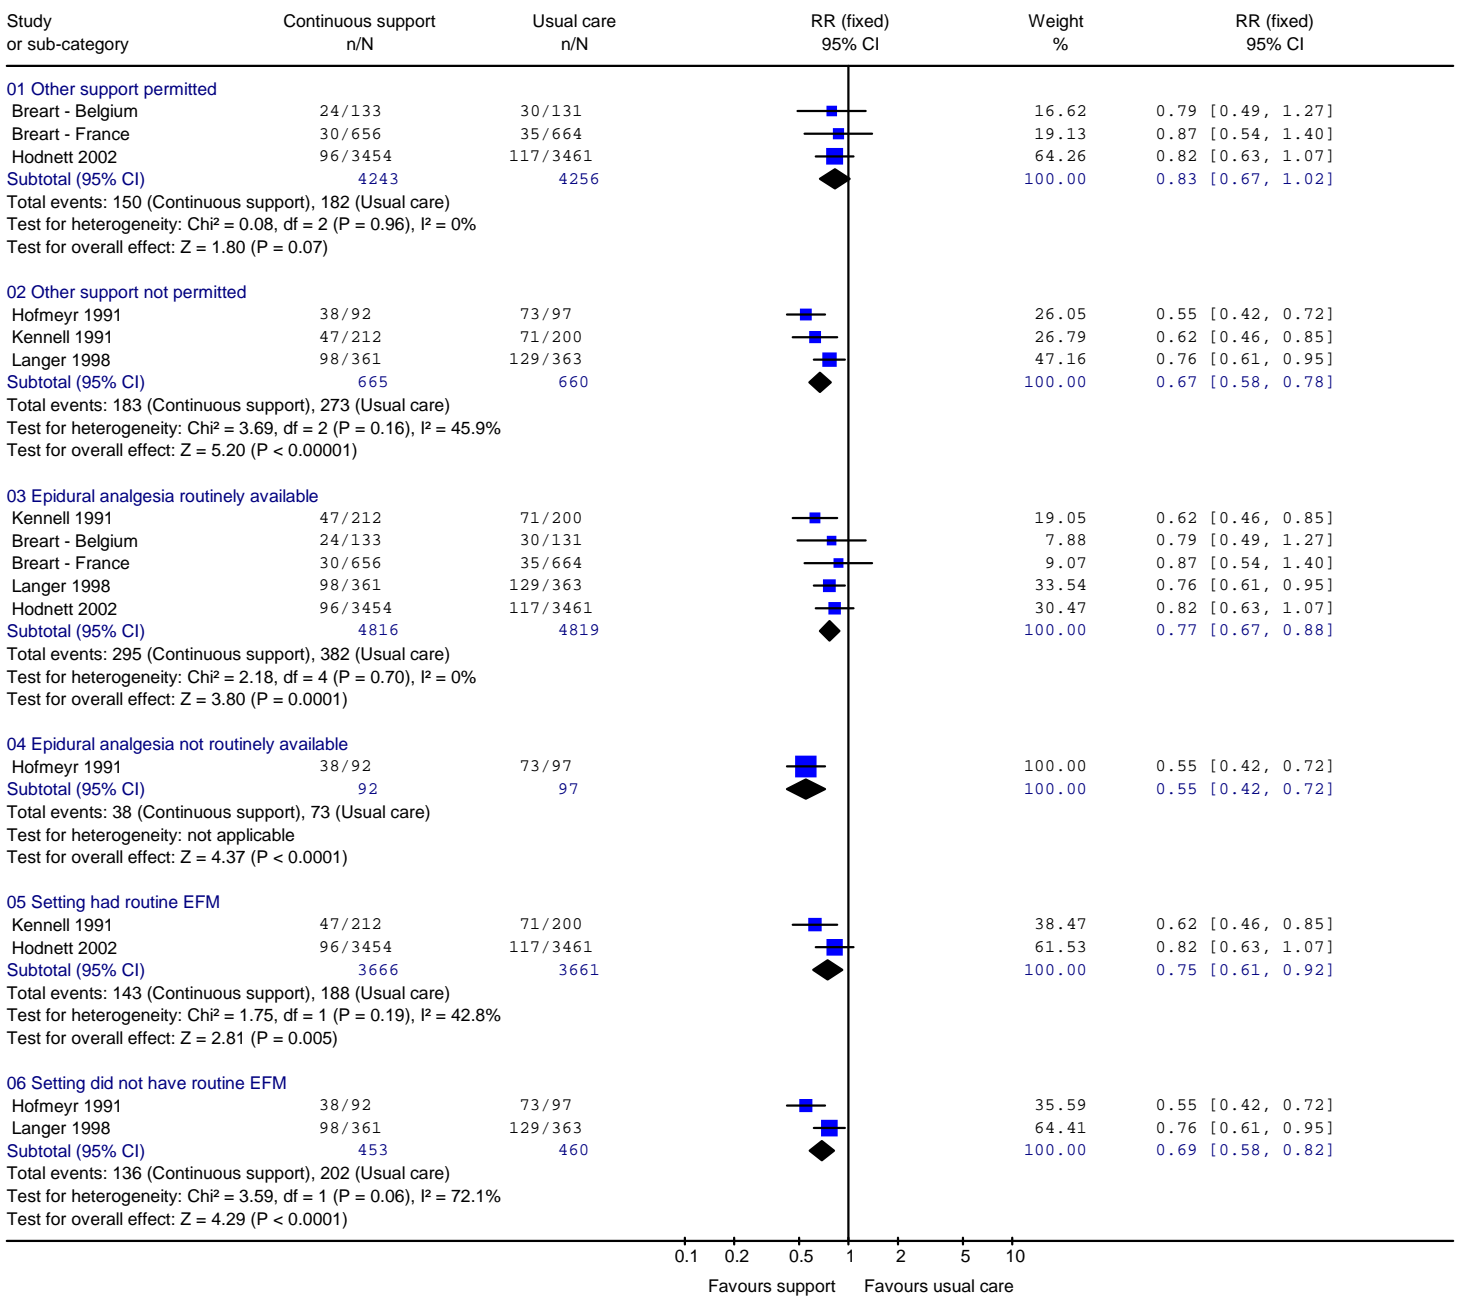 Study Continuous support Usual care RR (fixed) Weight RR (fixed)
or sub-category n/N n/N 95% CI % 95% CI
01 Other support permitted
Breart - Belgium 24/133 30/131 16.62 0.79 [0.49, 1.27]
Breart - France 30/656 35/664 19.13 0.87 [0.54, 1.40]
Hodnett 2002 96/3454 117/3461 64.26 0.82 [0.63, 1.07]
Subtotal (95% CI) 4243 4256 100.00 0.83 [0.67, 1.02]
Total events: 150 (Continuous support), 182 (Usual care)
Test for heterogeneity: Chi² = 0.08, df = 2 (P = 0.96), I² = 0%
Test for overall effect: Z = 1.80 (P = 0.07)
02 Other support not permitted
Hofmeyr 1991 38/92 73/97 26.05 0.55 [0.42, 0.72]
Kennell 1991 47/212 71/200 26.79 0.62 [0.46, 0.85]
Langer 1998 98/361 129/363 47.16 0.76 [0.61, 0.95]
Subtotal (95% CI) 665 660 100.00 0.67 [0.58, 0.78]
Total events: 183 (Continuous support), 273 (Usual care)
Test for heterogeneity: Chi² = 3.69, df = 2 (P = 0.16), I² = 45.9%
Test for overall effect: Z = 5.20 (P < 0.00001)
03 Epidural analgesia routinely available
Kennell 1991 47/212 71/200 19.05 0.62 [0.46, 0.85]
Breart - Belgium 24/133 30/131 7.88 0.79 [0.49, 1.27]
Breart - France 30/656 35/664 9.07 0.87 [0.54, 1.40]
Langer 1998 98/361 129/363 33.54 0.76 [0.61, 0.95]
Hodnett 2002 96/3454 117/3461 30.47 0.82 [0.63, 1.07]
Subtotal (95% CI) 4816 4819 100.00 0.77 [0.67, 0.88]
Total events: 295 (Continuous support), 382 (Usual care)
Test for heterogeneity: Chi² = 2.18, df = 4 (P = 0.70), I² = 0%
Test for overall effect: Z = 3.80 (P = 0.0001)
04 Epidural analgesia not routinely available
Hofmeyr 1991 38/92 73/97 100.00 0.55 [0.42, 0.72]
Subtotal (95% CI) 92 97 100.00 0.55 [0.42, 0.72]
Total events: 38 (Continuous support), 73 (Usual care)
Test for heterogeneity: not applicable
Test for overall effect: Z = 4.37 (P < 0.0001)
05 Setting had routine EFM
Kennell 1991 47/212 71/200 38.47 0.62 [0.46, 0.85]
Hodnett 2002 96/3454 117/3461 61.53 0.82 [0.63, 1.07]
Subtotal (95% CI) 3666 3661 100.00 0.75 [0.61, 0.92]
Total events: 143 (Continuous support), 188 (Usual care)
Test for heterogeneity: Chi² = 1.75, df = 1 (P = 0.19), I² = 42.8%
Test for overall effect: Z = 2.81 (P = 0.005)
06 Setting did not have routine EFM
Hofmeyr 1991 38/92 73/97 35.59 0.55 [0.42, 0.72]
Langer 1998 98/361 129/363 64.41 0.76 [0.61, 0.95]
Subtotal (95% CI) 453 460 100.00 0.69 [0.58, 0.82]
Total events: 136 (Continuous support), 202 (Usual care)
Test for heterogeneity: Chi² = 3.59, df = 1 (P = 0.06), I² = 72.1%
Test for overall effect: Z = 4.29 (P < 0.0001)
0.1 0.2 0.5 1 2 5 10
Favours support Favours usual care